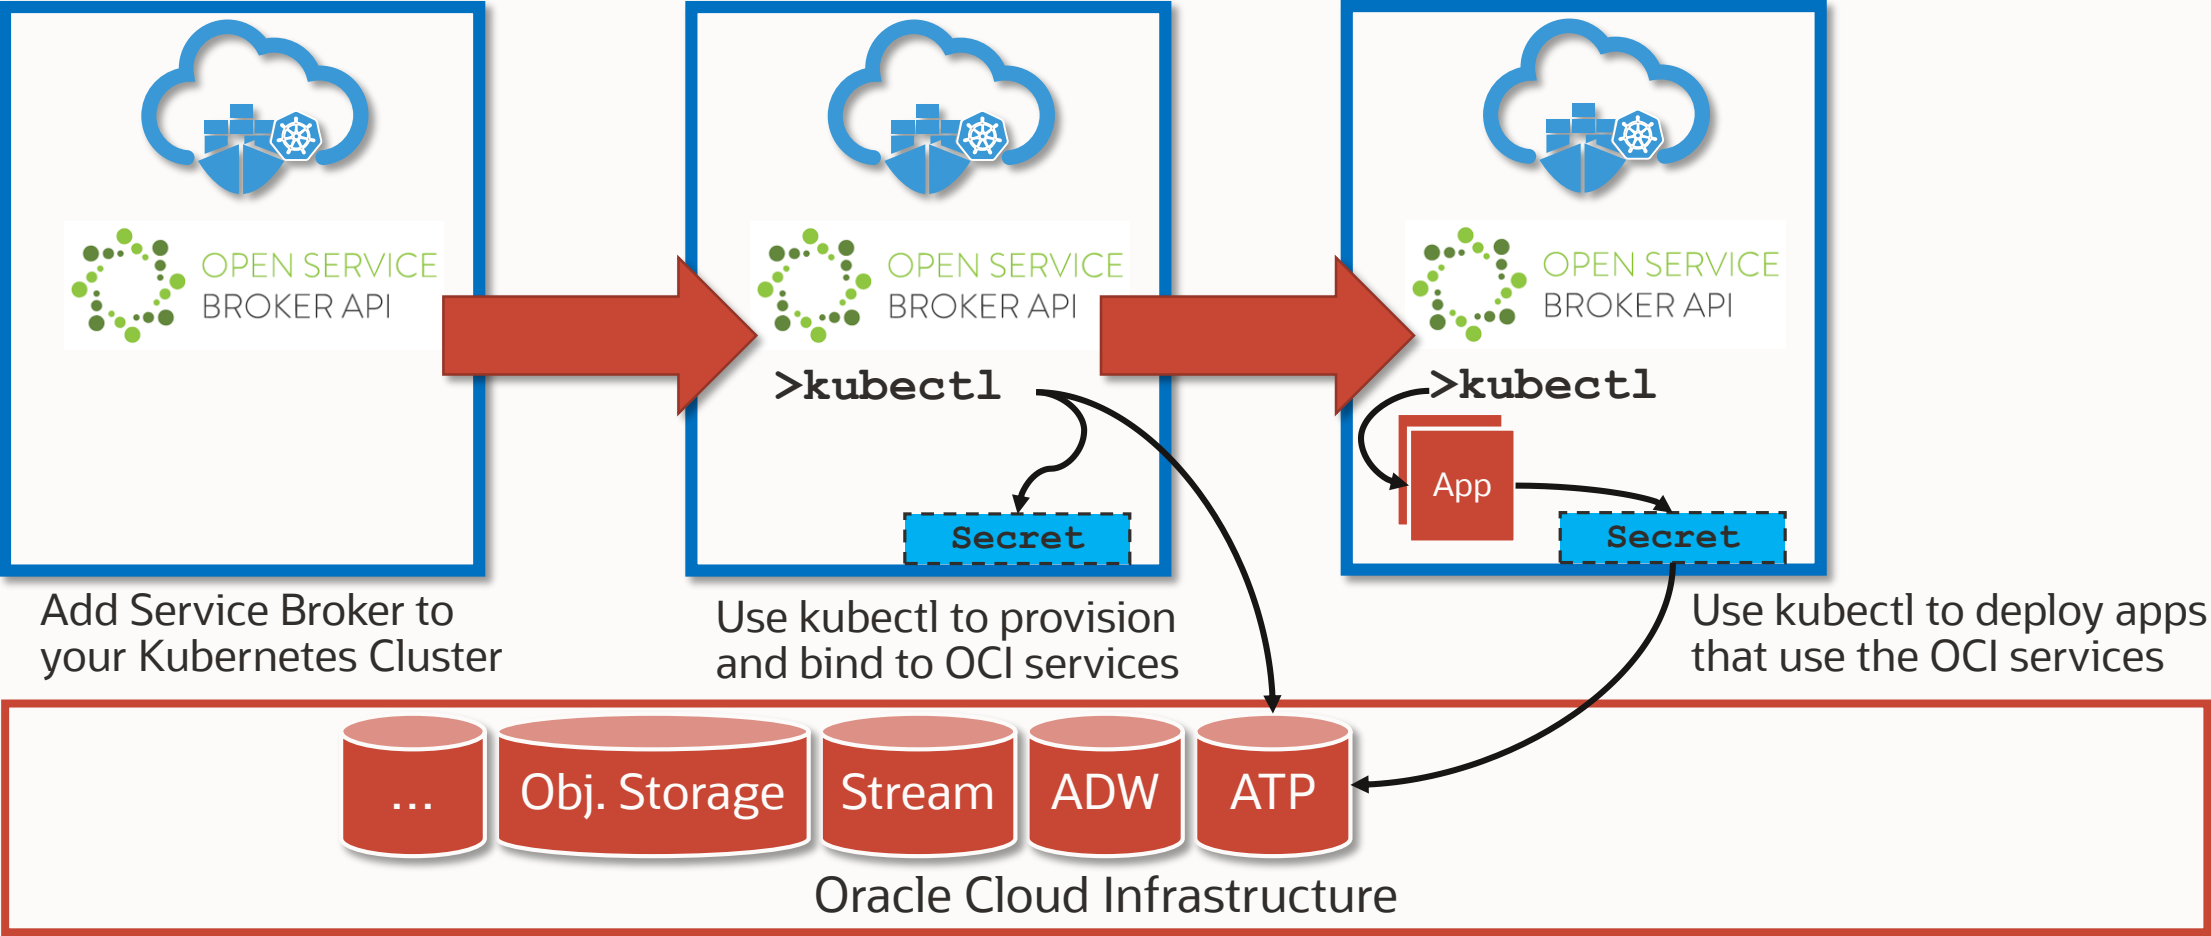 OPEN SERVICE
BROKER API
Add Service Broker to
your Kubernetes Cluster
OPEN SERVICE
BROKER API
>kubectl
Secret
Use kubectl to provision
and bind to OCI services
OPEN SERVICE
BROKER API
>kubectl
App
Secret
Use kubectl to deploy apps
that use the OCI services
...
Obj. Storage
Stream
ADW
ATP
Oracle Cloud Infrastructure